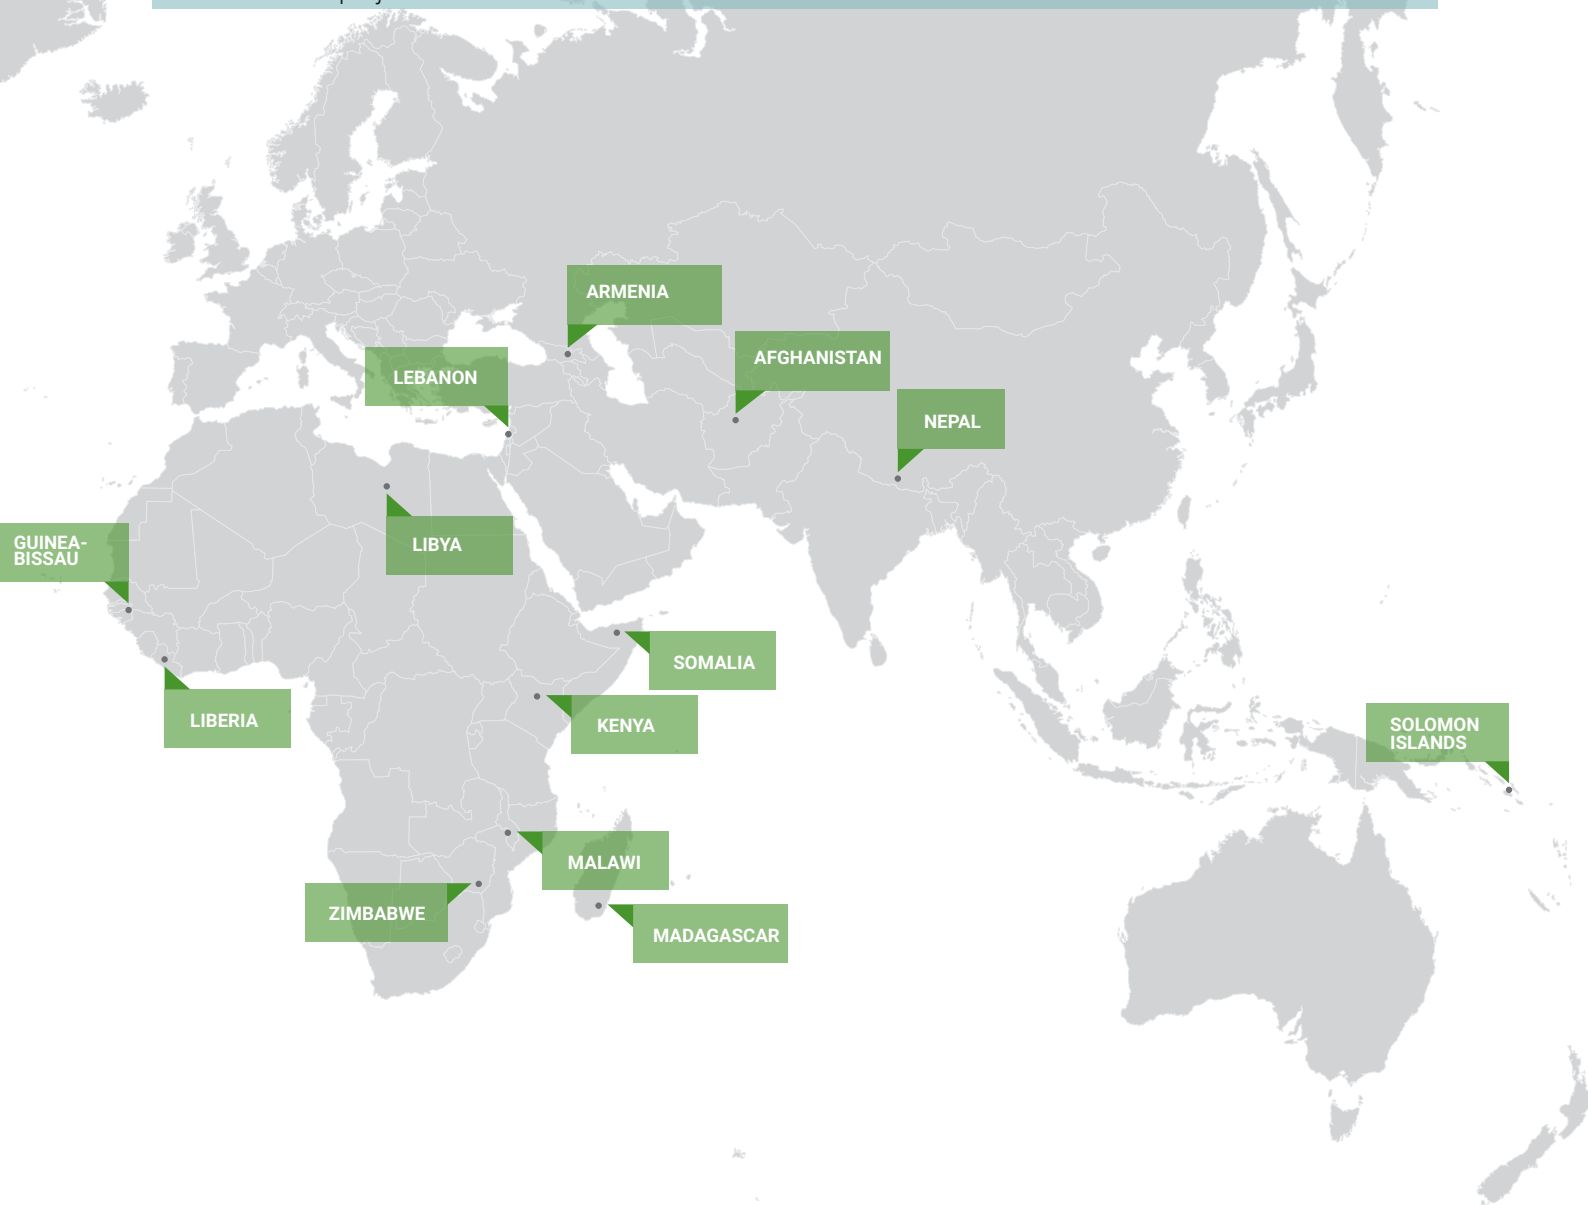 ARMENIA
AFGHANISTAN
LEBANON
NEPAL
GUINEA-
BISSAU
LIBYA
SOMALIA
LIBERIA
KENYA
SOLOMON
ISLANDS
MALAWI
ZIMBABWE
MADAGASCAR